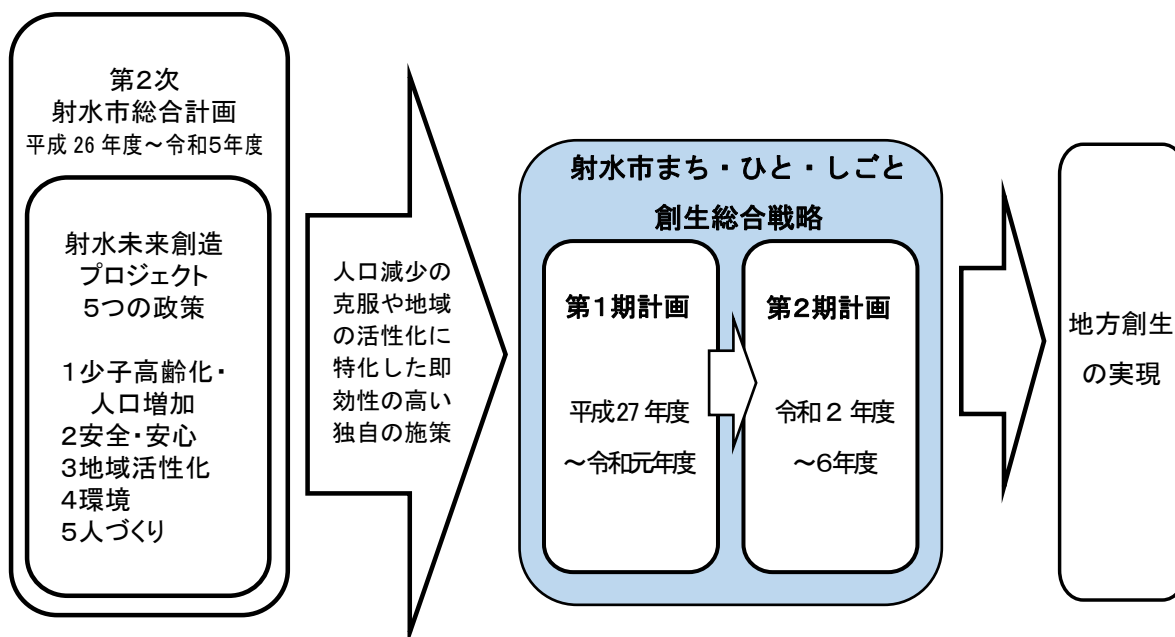 第2次
射水市総合計画
平成26年度～令和5年度
射水未来創造
プロジェクト
5つの政策
1少子高齢化・
人口増加
2安全・安心
3地域活性化
4環境
5人づくり
人口減少の
克服や地域
の活性化に
特化した即
効性の高い
独自の施策
射水市まち・ひと・しごと
創生総合戦略
第1期計画
平成27年度
～令和元年度
第2期計画
令和2年度
～6年度
地方創生
の実現